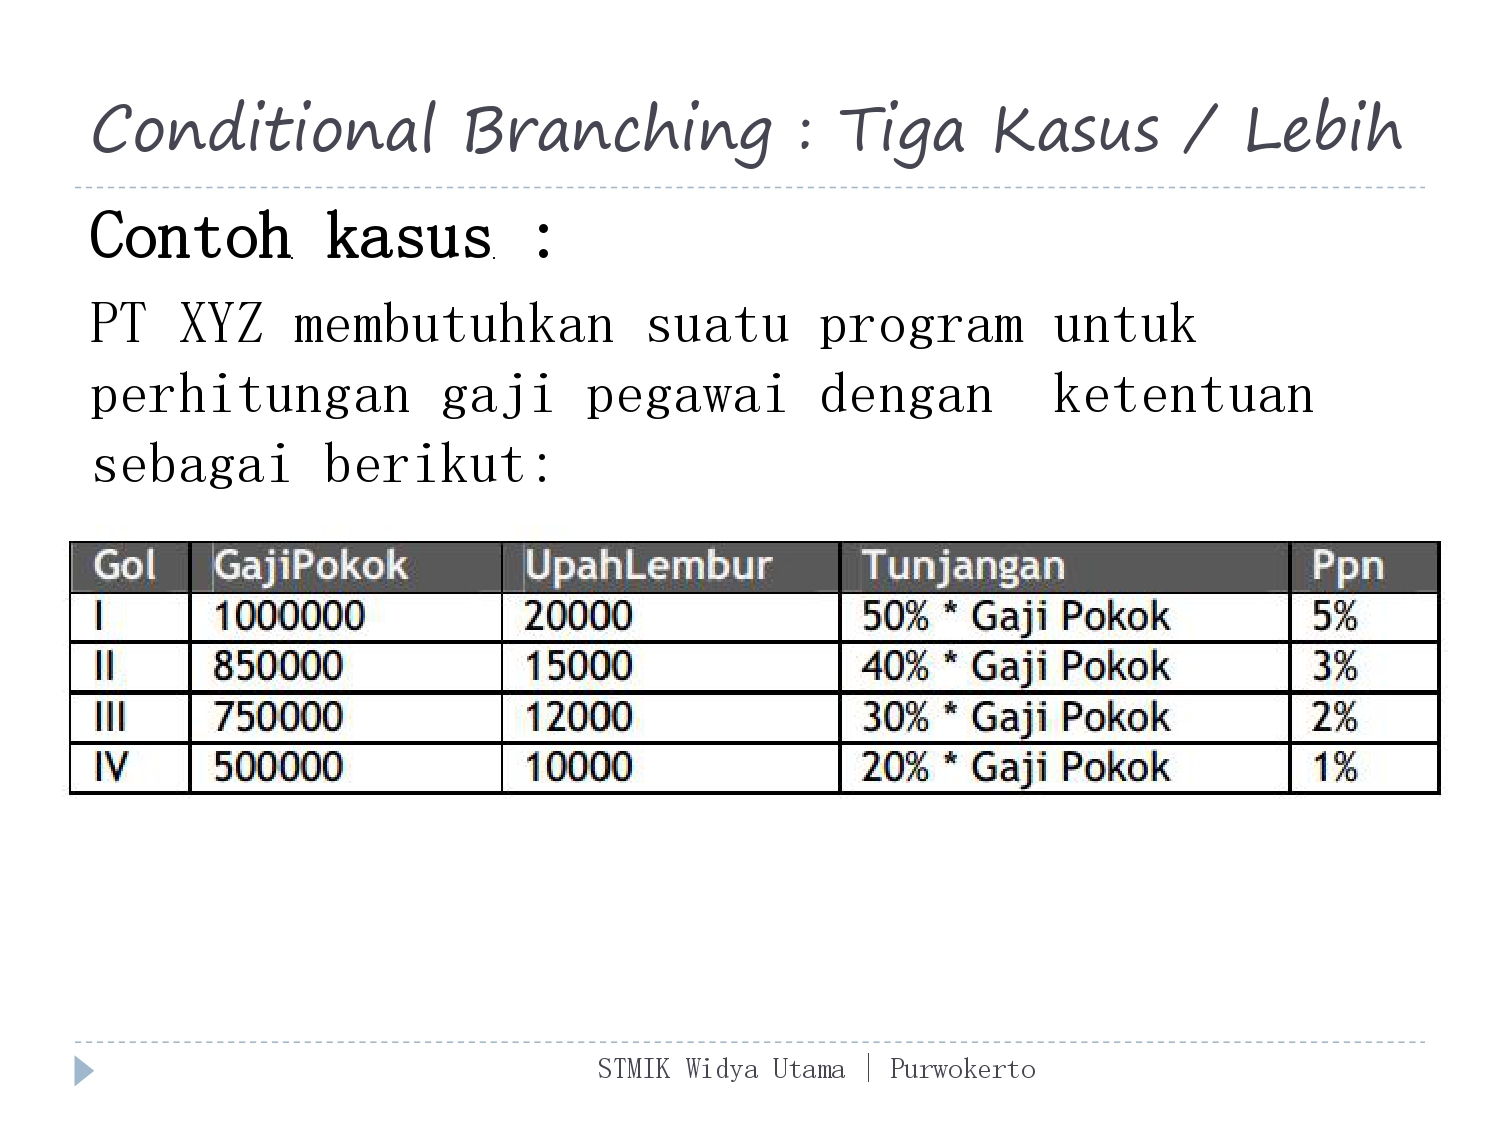 Conditional Branching : Tiga Kasus / Lebih
Contoh kasus :
PT XYZ membutuhkan suatu program untuk
perhitungan gaji pegawai dengan  ketentuan
sebagai berikut:
Gol GajiPokok UpahLembur Tunjangan Ppn
I 1000000 20000 50% * Gaji Pokok 5%
II 850000 15000 40% * Gaji Pokok 3%
III 750000 12000 30% * Gaji Pokok 2%
IV 500000 10000 20% * Gaji Pokok 1%
STMIK Widya Utama | Purwokerto